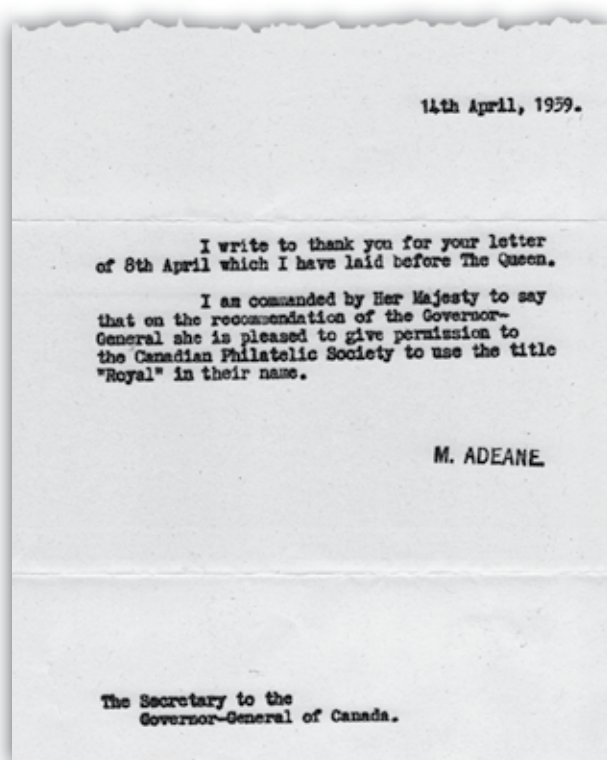 14th April, 1959.
I write to thank you for your letter
of 8th April which I have laid before The Queen.
I am commanded by Her Majesty to say
that on the recommendation of the Governor-
General she is pleased to give permission to
the Canadian Philatelic Society to use the title
"Royal" in their name.
M. ADEANE
The Secretary to the
Governor-General of Canada.